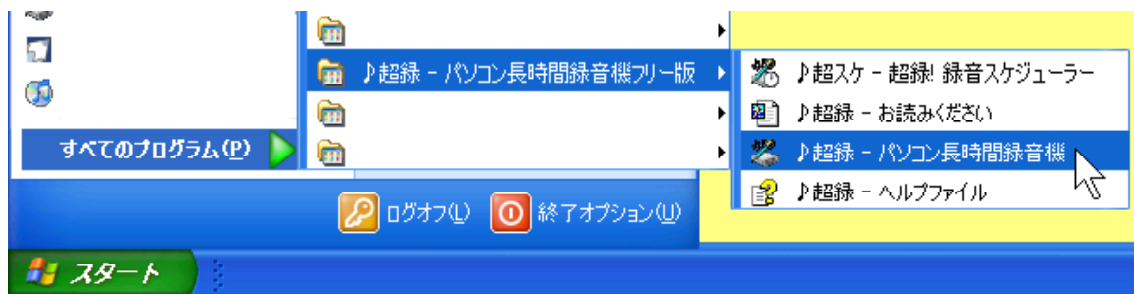 ♪超録 - パソコン長時間録音機フリー版
♪超スケ - 超録! 録音スケジューラー
♪超録 - お読みください
すべてのプログラム(P)
♪超録 - パソコン長時間録音機
♪超録 - ヘルプファイル
ログオフ(L)
終了オプション(U)
スタート